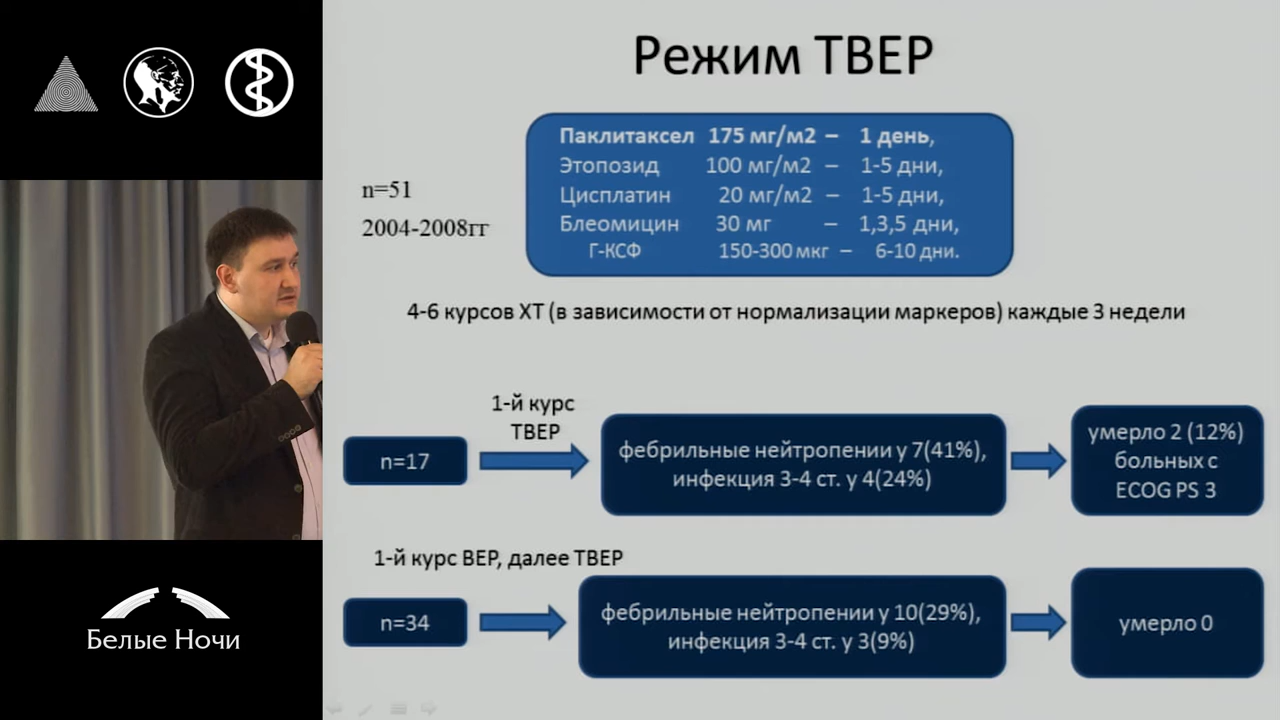 Режим ТВЕР
n=51
2004-2008гг
Паклитаксел 175 мг/м2 – 1 день,
Этопозид 100 мг/м2 – 1-5 дни,
Цисплатин 20 мг/м2 – 1-5 дни,
Блеомицин 30 мг – 1,3,5 дни,
Г-КСФ 150-300 мкг – 6-10 дни.
4-6 курсов ХТ (в зависимости от нормализации маркеров) каждые 3 недели
1-й курс
ТВЕР
n=17
фебрильные нейтропении у 7(41%),
инфекция 3-4 ст. у 4(24%)
умерло 2 (12%)
больных с
ECOG PS 3
1-й курс ВЕР, далее ТВЕР
n=34
фебрильные нейтропении у 10(29%),
инфекция 3-4 ст. у 3(9%)
умерло 0
Белые Ночи